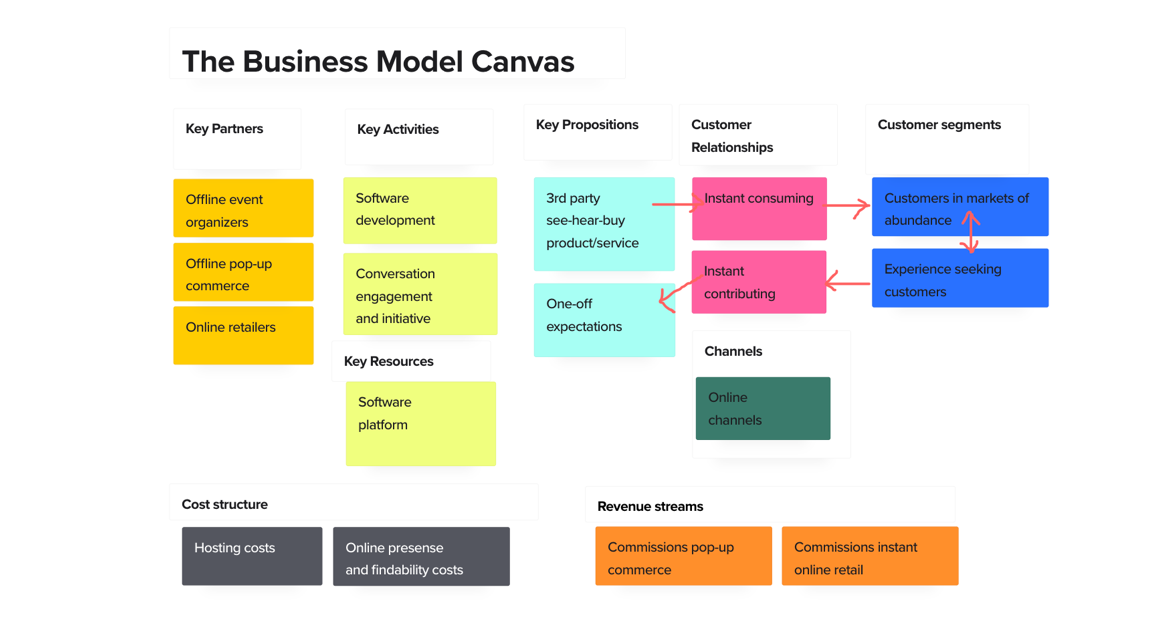 The Business Model Canvas
Key Partners
Offline event
organizers
Offline pop-up
commerce
Online retailers
Key Activities
Software
development
Conversation
engagement
and initiative
Key Resources
Software
platform
Key Propositions
3rd party
see-hear-buy
product/service
One-off
expectations
Customer
Relationships
Instant consuming
Instant
contributing
Channels
Online
channels
Customer segments
Customers in markets of
abundance
Experience seeking
customers
Cost structure
Hosting costs
Online presense
and findability costs
Revenue streams
Commissions pop-up
commerce
Commissions instant
online retail